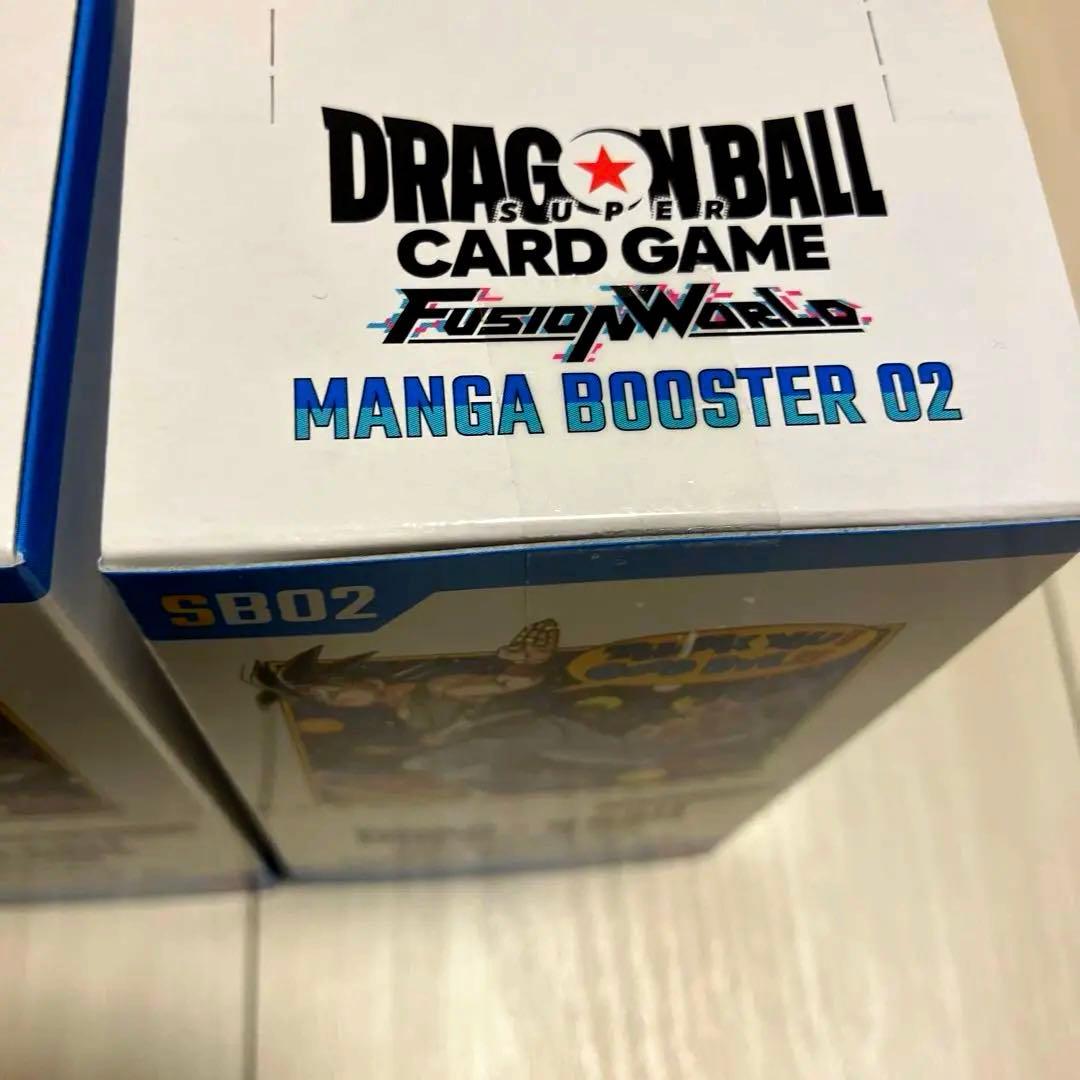 DRAGON BALL
SUPER
CARD GAME
FUSION WORLD
MANGA BOOSTER 02
SB02